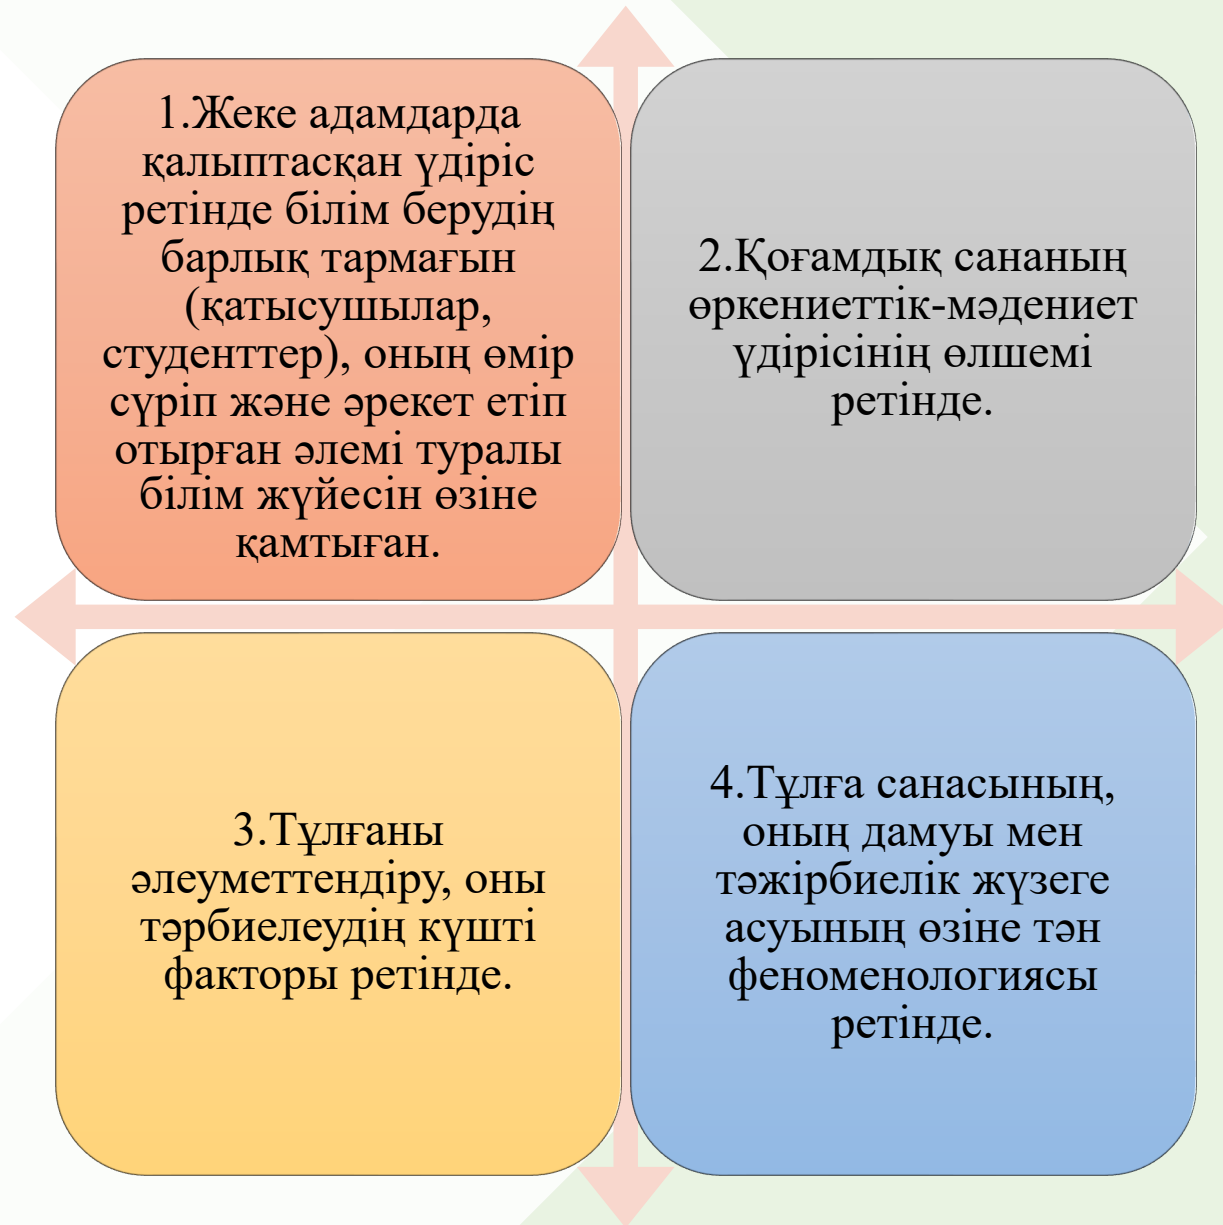 1.Жеке адамдарда
қалыптасқан үдіріс
ретінде білім берудің
барлық тармағын
(қатысушылар,
студенттер), оның өмір
сүріп және әрекет етіп
отырған әлемі туралы
білім жүйесін өзіне
қамтыған.
2.Қоғамдық сананың
өркениеттік-мәдениет
үдірісінің өлшемі
ретінде.
3.Тұлғаны
әлеуметтендіру, оны
тәрбиелеудің күшті
факторы ретінде.
4.Тұлға санасының,
оның дамуы мен
тәжірбиелік жүзеге
асуының өзіне тән
феноменологиясы
ретінде.